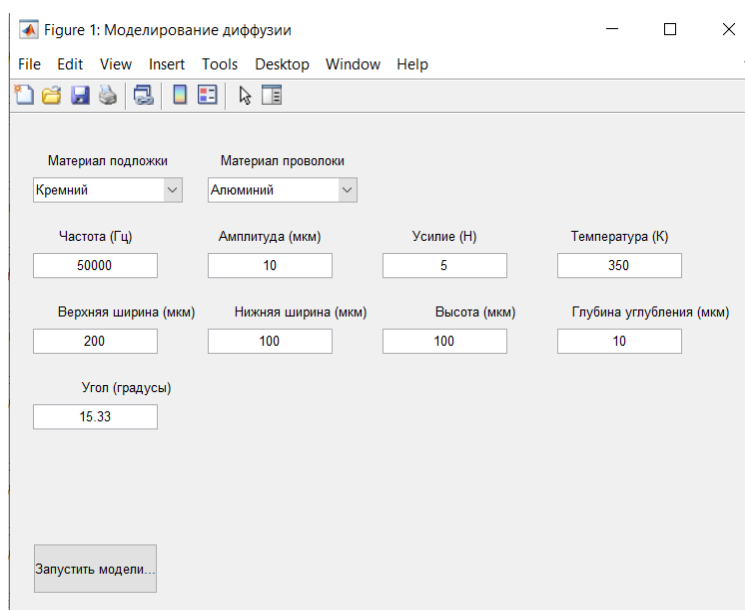 Figure 1: Моделирование диффузии
File Edit View Insert Tools Desktop Window Help
Материал подложки Материал проволоки
Кремний Алюминий
Частота (Гц) Амплитуда (мкм) Усилие (Н) Температура (К)
50000 10 5 350
Верхняя ширина (мкм) Нижняя ширина (мкм) Высота (мкм) Глубина углубления (мкм)
200 100 100 10
Угол (градусы)
15.33
Запустить модели...